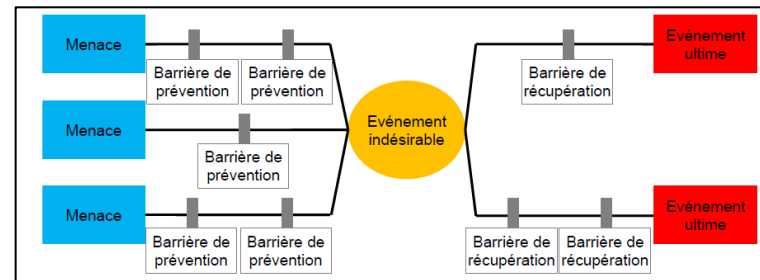 Menace
Evénement
ultime
Barrière de
prévention
Barrière de
prévention
Barrière de
récupération
Menace
Evénement
indésirable
Barrière de
prévention
Menace
Evénement
ultime
Barrière de
prévention
Barrière de
prévention
Barrière de
récupération
Barrière de
récupération